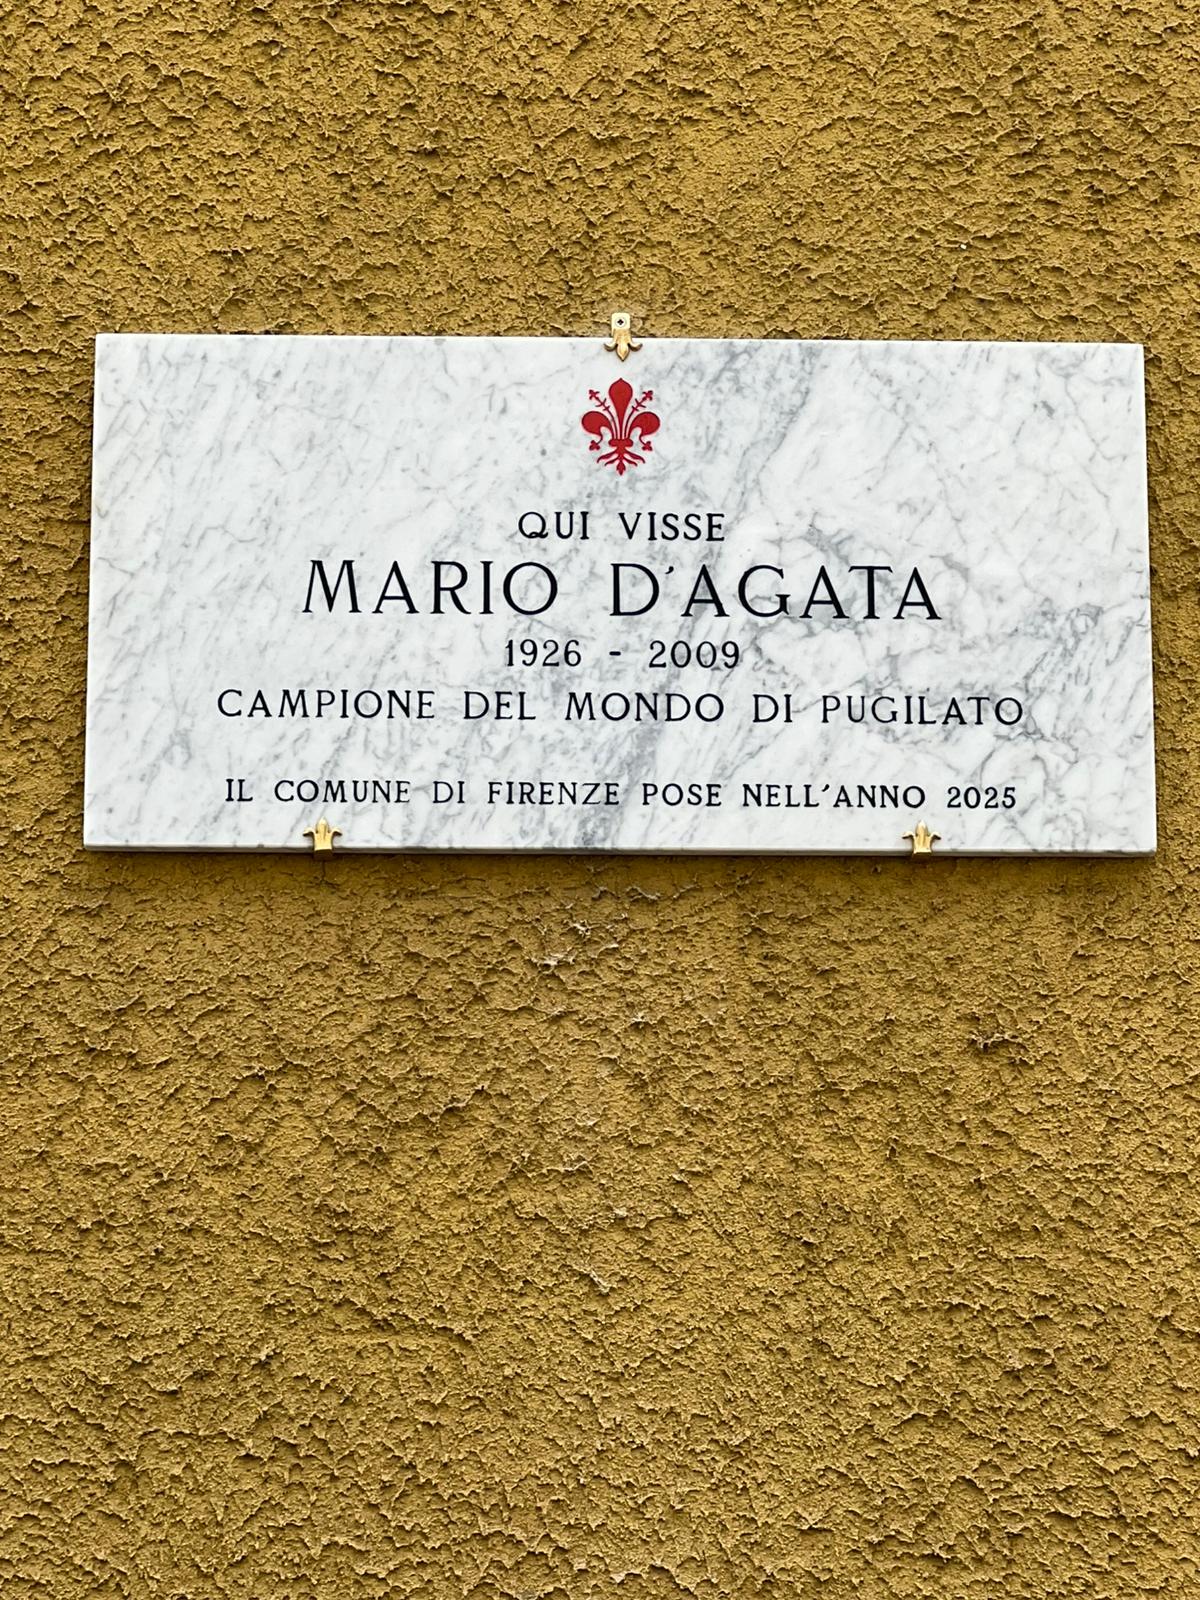 QUI VISSE
MARIO D'AGATA
1926 - 2009
CAMPIONE DEL MONDO DI PUGILATO
IL COMUNE DI FIRENZE POSE NELL'ANNO 2025